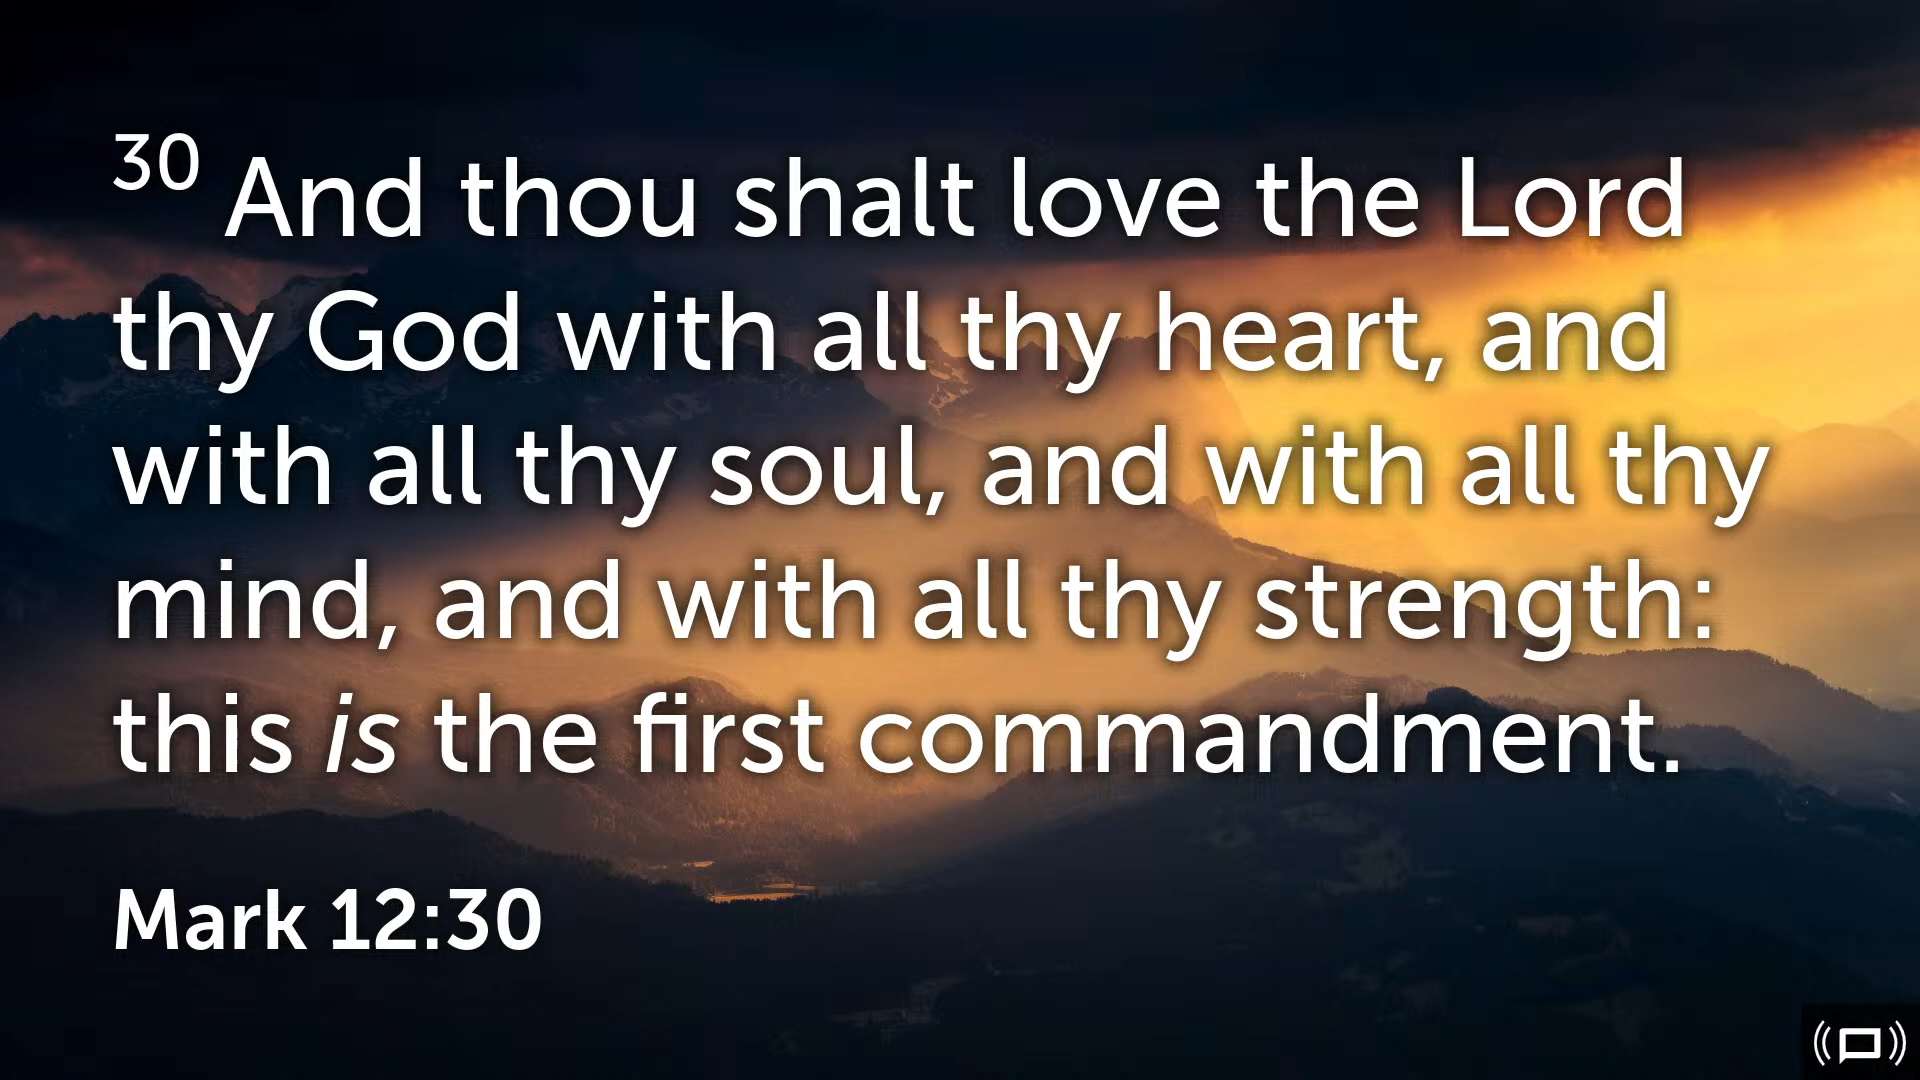 30 And thou shalt love the Lord
thy God with all thy heart, and
with all thy soul, and with all thy
mind, and with all thy strength:
this is the first commandment.
Mark 12:30